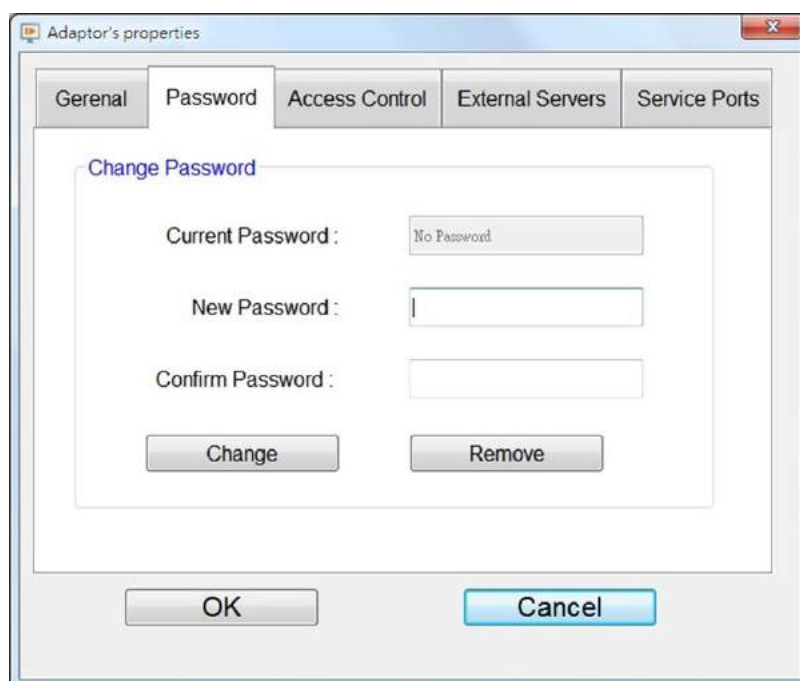 Adaptor's properties
Gerenal Password Access Control External Servers Service Ports
Change Password
Current Password : No Password
New Password :
Confirm Password :
Change Remove
OK Cancel